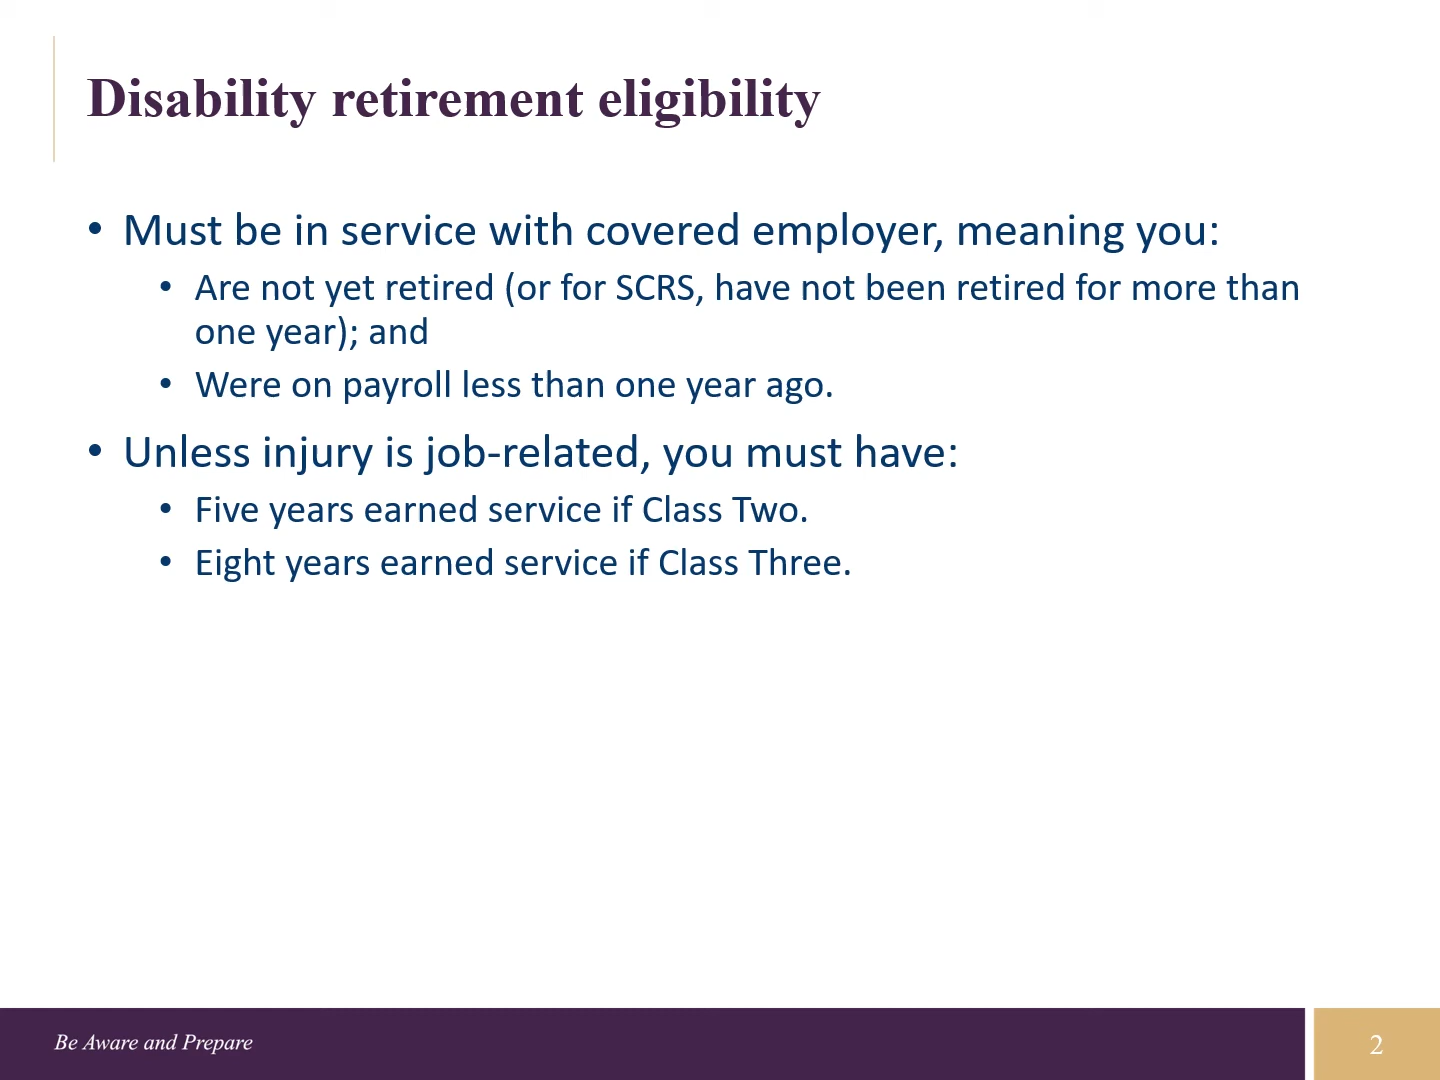 Disability retirement eligibility
• Must be in service with covered employer, meaning you:
• Are not yet retired (or for SCRS, have not been retired for more than
one year); and
• Were on payroll less than one year ago.
• Unless injury is job-related, you must have:
• Five years earned service if Class Two.
• Eight years earned service if Class Three.
Be Aware and Prepare
2